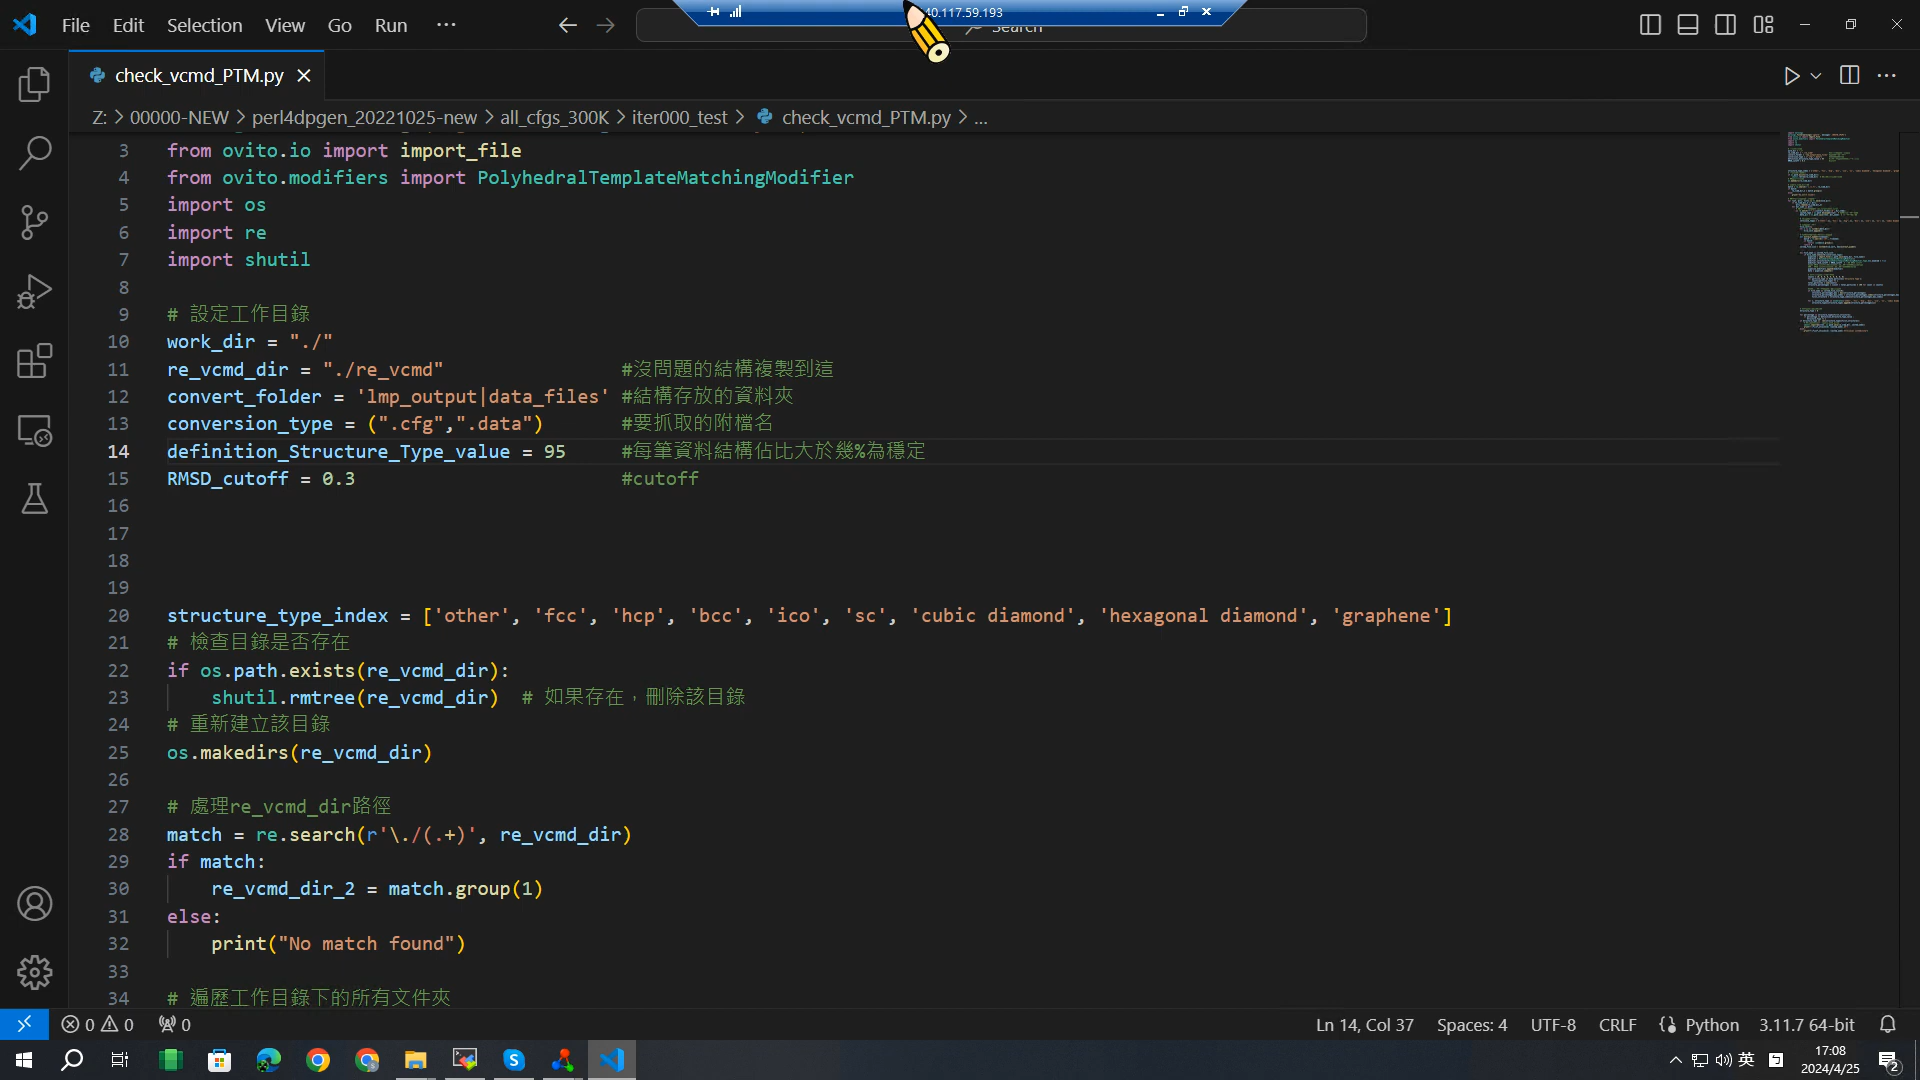 File Edit Selection View Go Run ···
40.117.59.193
Search
check_vcmd_PTM.py
Z: > 00000-NEW > perl4dpgen_20221025-new > all_cfgs_300K > iter000_test > check_vcmd_PTM.py > ...
3 from ovito.io import import_file
4 from ovito.modifiers import PolyhedralTemplateMatchingModifier
5 import os
6 import re
7 import shutil
8
9 # 設定工作目錄
10 work_dir = "./"
11 re_vcmd_dir = "./re_vcmd" #沒問題的結構複製到這
12 convert_folder = 'lmp_output|data_files' #結構存放的資料夾
13 conversion_type = (".cfg",".data") #要抓取的附檔名
14 definition_Structure_Type_value = 95 #每筆資料結構佔比大於幾%為穩定
15 RMSD_cutoff = 0.3 #cutoff
16
17
18
19
20 structure_type_index = ['other', 'fcc', 'hcp', 'bcc', 'ico', 'sc', 'cubic diamond', 'hexagonal diamond', 'graphene']
21 # 檢查目錄是否存在
22 if os.path.exists(re_vcmd_dir):
23 shutil.rmtree(re_vcmd_dir) # 如果存在，刪除該目錄
24 # 重新建立該目錄
25 os.makedirs(re_vcmd_dir)
26
27 # 處理re_vcmd_dir路徑
28 match = re.search(r'\./(.+)', re_vcmd_dir)
29 if match:
30 re_vcmd_dir_2 = match.group(1)
31 else:
32 print("No match found")
33
34 # 遍歷工作目錄下的所有文件夾
0 0 0
Ln 14, Col 37 Spaces: 4 UTF-8 CRLF Python 3.11.7 64-bit
英
17:08
2024/4/25
2